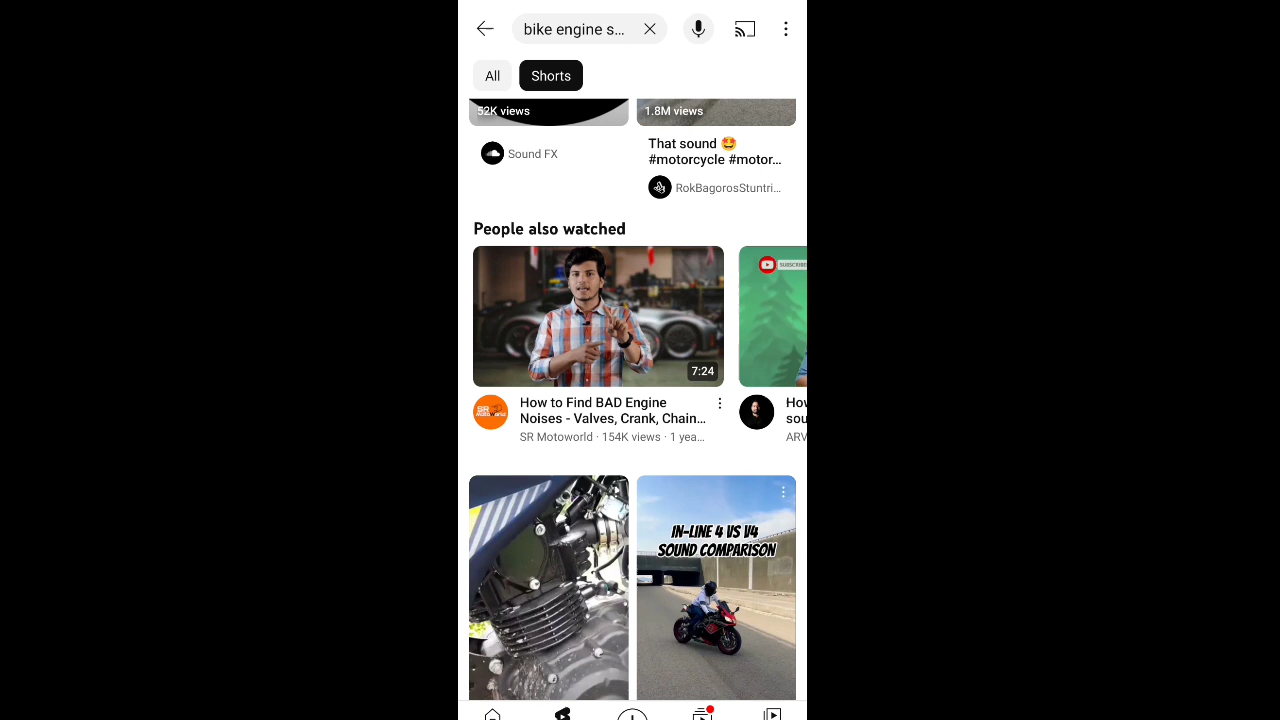 bike engine s...
All
Shorts
52K views
1.8M views
Sound FX
That sound 🤩
#motorcycle #motor...
RokBagorosStuntri...
People also watched
SUBSCRIBE
7:24
How to Find BAD Engine
Noises - Valves, Crank, Chain...
SR Motoworld · 154K views · 1 yea...
How
sou
ARV
IN-LINE 4 VS V4
SOUND COMPARISON